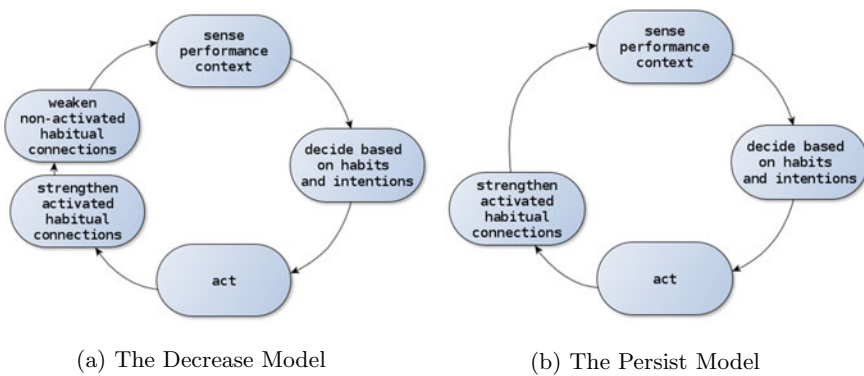 sense
performance
context
weaken
non-activated
habitual
connections
decide based
on habits
and intentions
strengthen
activated
habitual
connections
act
(a) The Decrease Model
sense
performance
context
decide based
on habits
and intentions
strengthen
activated
habitual
connections
act
(b) The Persist Model